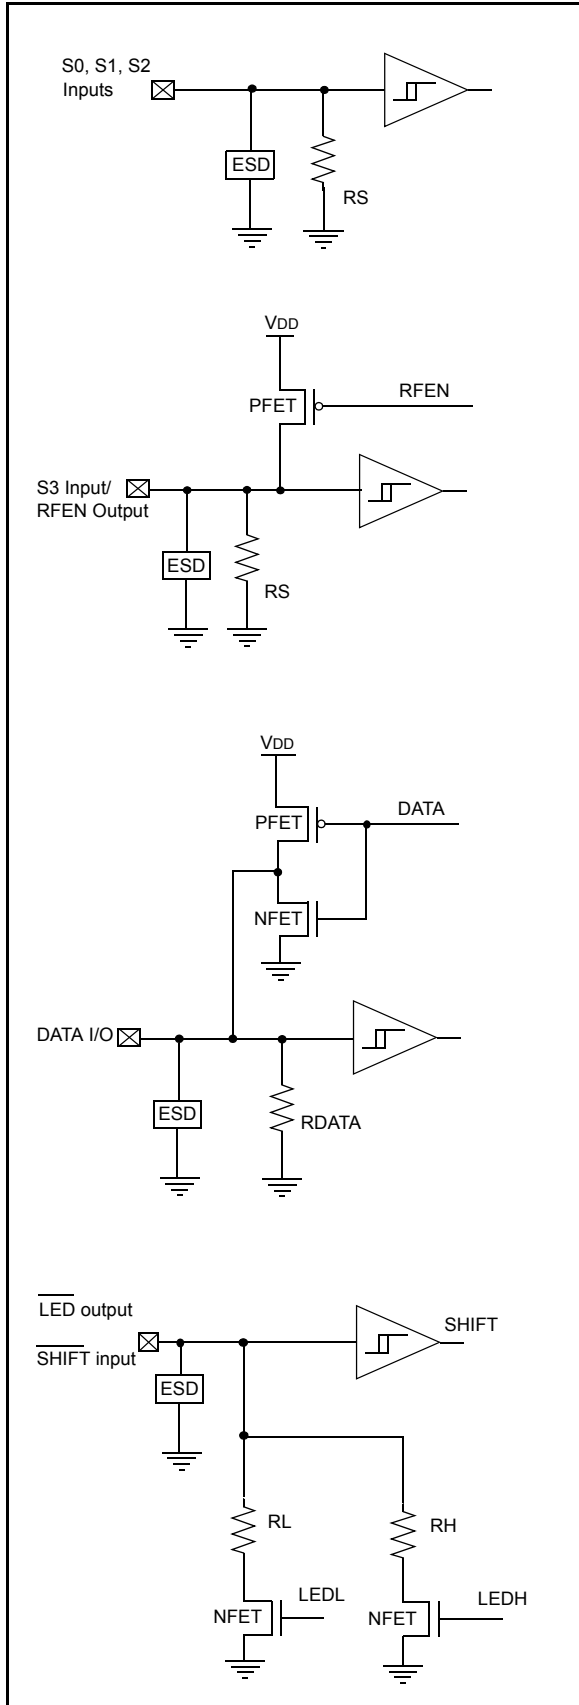 S0, S1, S2
Inputs
ESD
RS
VDD
PFET
RFEN
S3 Input/
RFEN Output
ESD
RS
VDD
PFET
DATA
NFET
DATA I/O
ESD
RDATA
LED output
SHIFT input
SHIFT
ESD
RL
RH
NFET
LEDL
NFET
LEDH